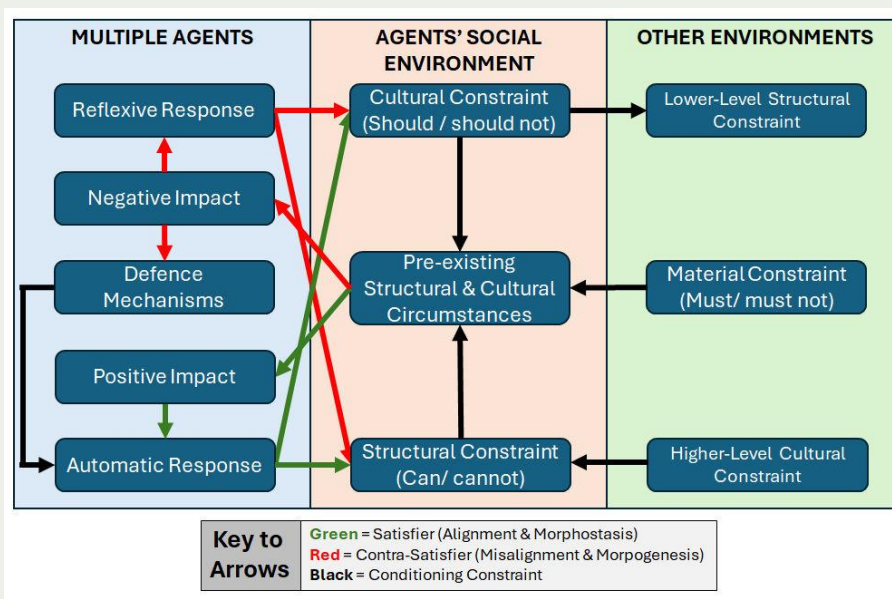 MULTIPLE AGENTS
Reflexive Response
Negative Impact
Defence
Mechanisms
Positive Impact
Automatic Response
AGENTS’ SOCIAL
ENVIRONMENT
Cultural Constraint
(Should / should not)
Pre-existing
Structural & Cultural
Circumstances
Structural Constraint
(Can/ cannot)
OTHER ENVIRONMENTS
Lower-Level Structural
Constraint
Material Constraint
(Must/ must not)
Higher-Level Cultural
Constraint
Key to
Arrows
Green = Satisfier (Alignment & Morphostasis)
Red = Contra-Satisfier (Misalignment & Morpogenesis)
Black = Conditioning Constraint